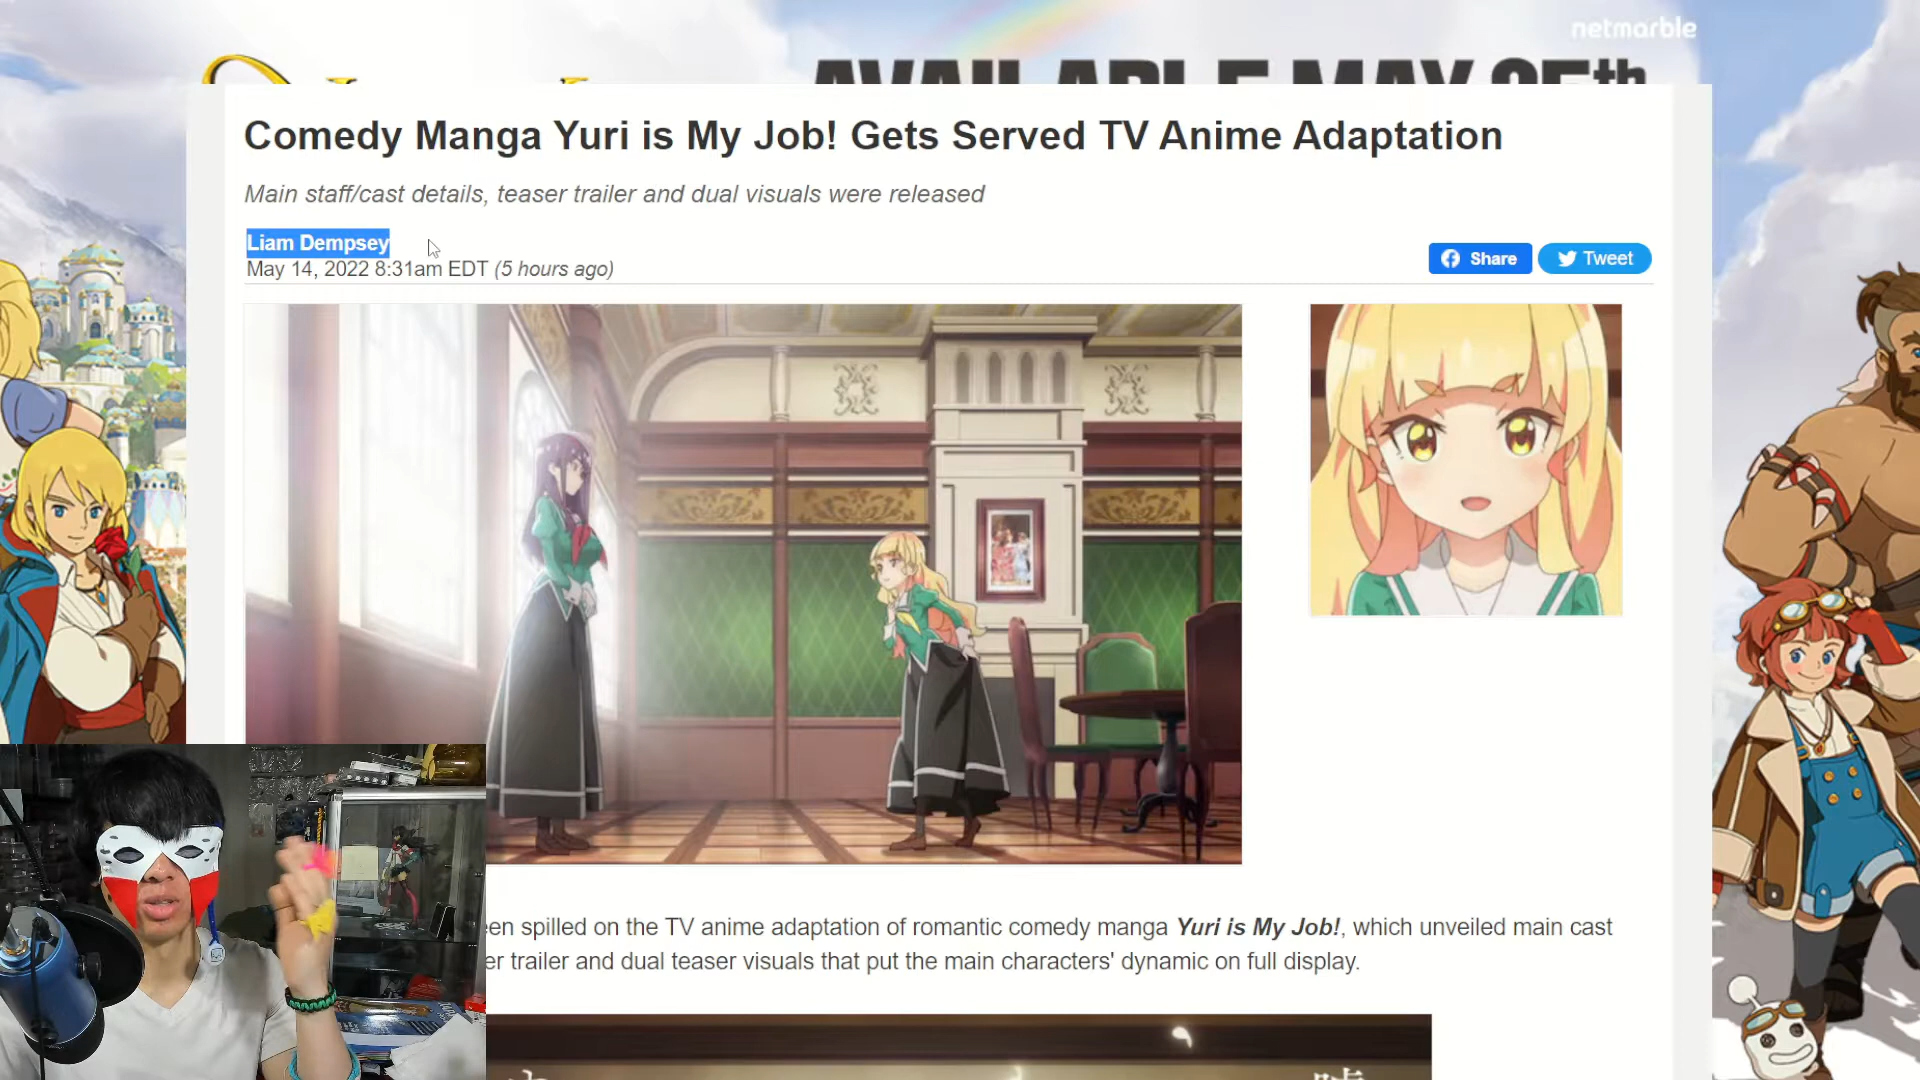 netmarble
AVAILABLE MAY 25th
Comedy Manga Yuri is My Job! Gets Served TV Anime Adaptation
Main staff/cast details, teaser trailer and dual visuals were released
Liam Dempsey
May 14, 2022 8:31am EDT (5 hours ago)
Share
Tweet
en spilled on the TV anime adaptation of romantic comedy manga Yuri is My Job!, which unveiled main cast
er trailer and dual teaser visuals that put the main characters' dynamic on full display.